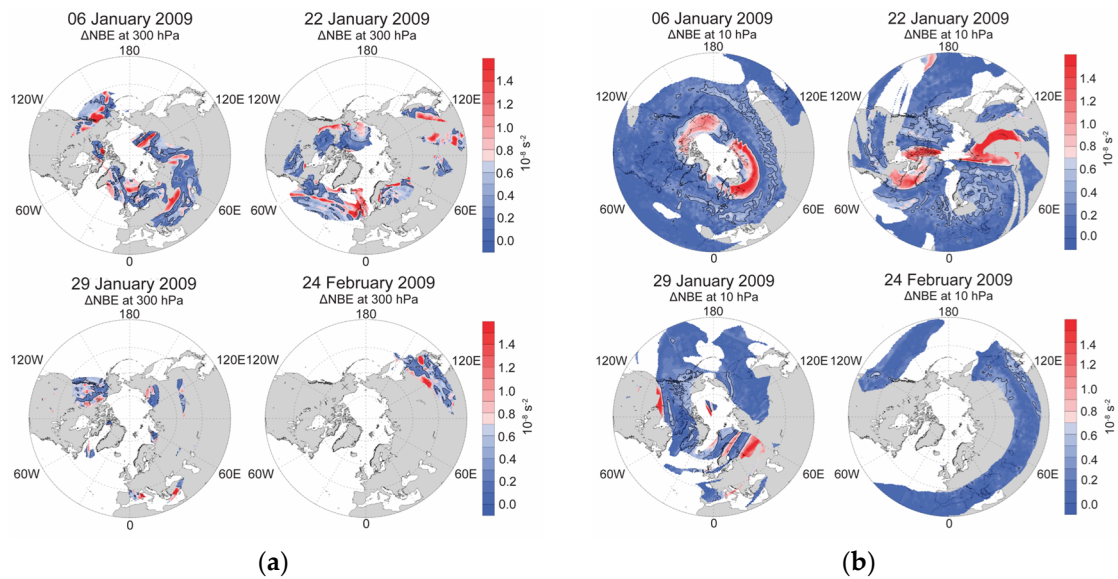 06 January 2009
ΔNBE at 300 hPa
180
120W
120E
60W
60E
0
22 January 2009
ΔNBE at 300 hPa
180
120W
120E
60W
60E
0
1.4
1.2
1.0
0.8
0.6
0.4
0.2
0.0
10⁻⁸ s⁻²
29 January 2009
ΔNBE at 300 hPa
180
120W
120E
60W
60E
0
24 February 2009
ΔNBE at 300 hPa
180
120W
120E
60W
60E
0
1.4
1.2
1.0
0.8
0.6
0.4
0.2
0.0
10⁻⁸ s⁻²
(a)
06 January 2009
ΔNBE at 10 hPa
180
120W
120E
60W
60E
0
22 January 2009
ΔNBE at 10 hPa
180
120W
120E
60W
60E
0
1.4
1.2
1.0
0.8
0.6
0.4
0.2
0.0
10⁻⁸ s⁻²
29 January 2009
ΔNBE at 10 hPa
180
120W
120E
60W
60E
0
24 February 2009
ΔNBE at 10 hPa
180
120W
120E
60W
60E
0
1.4
1.2
1.0
0.8
0.6
0.4
0.2
0.0
10⁻⁸ s⁻²
(b)